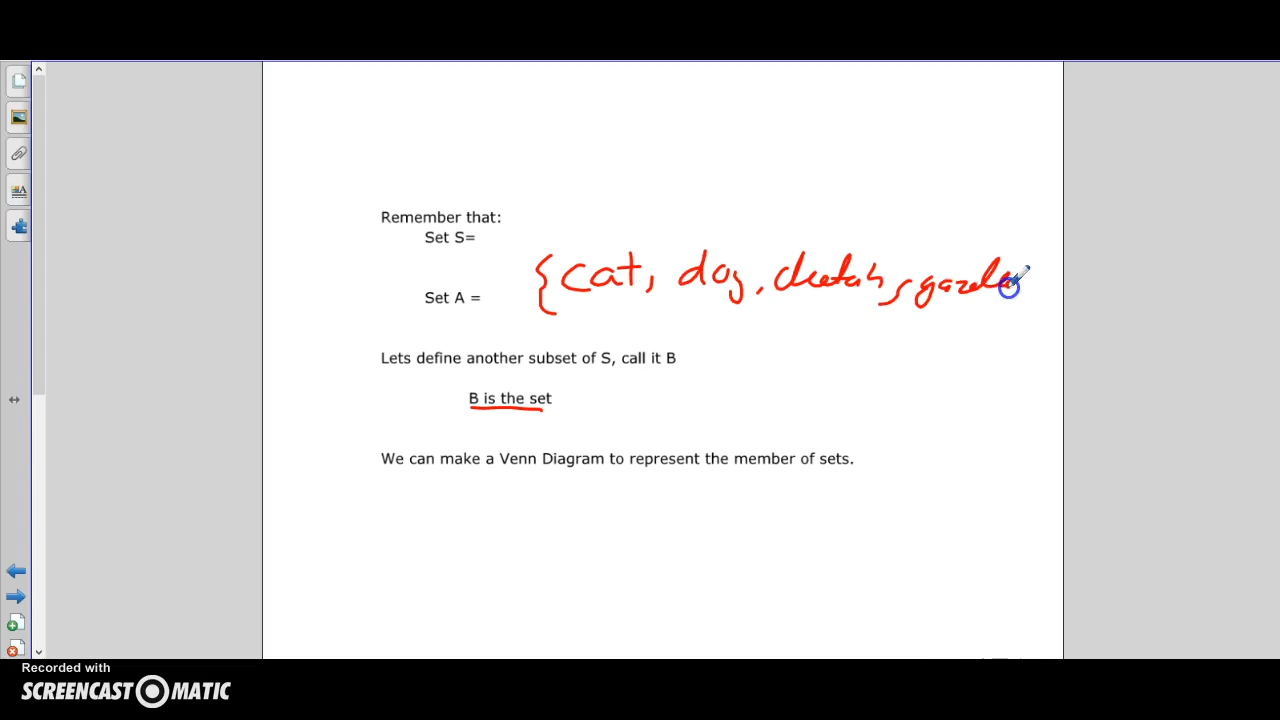 Remember that:
Set S=
{cat, dog, cheetah, gazela
Set A =
Lets define another subset of S, call it B
B is the set
We can make a Venn Diagram to represent the member of sets.
Recorded with
SCREENCAST MATIC